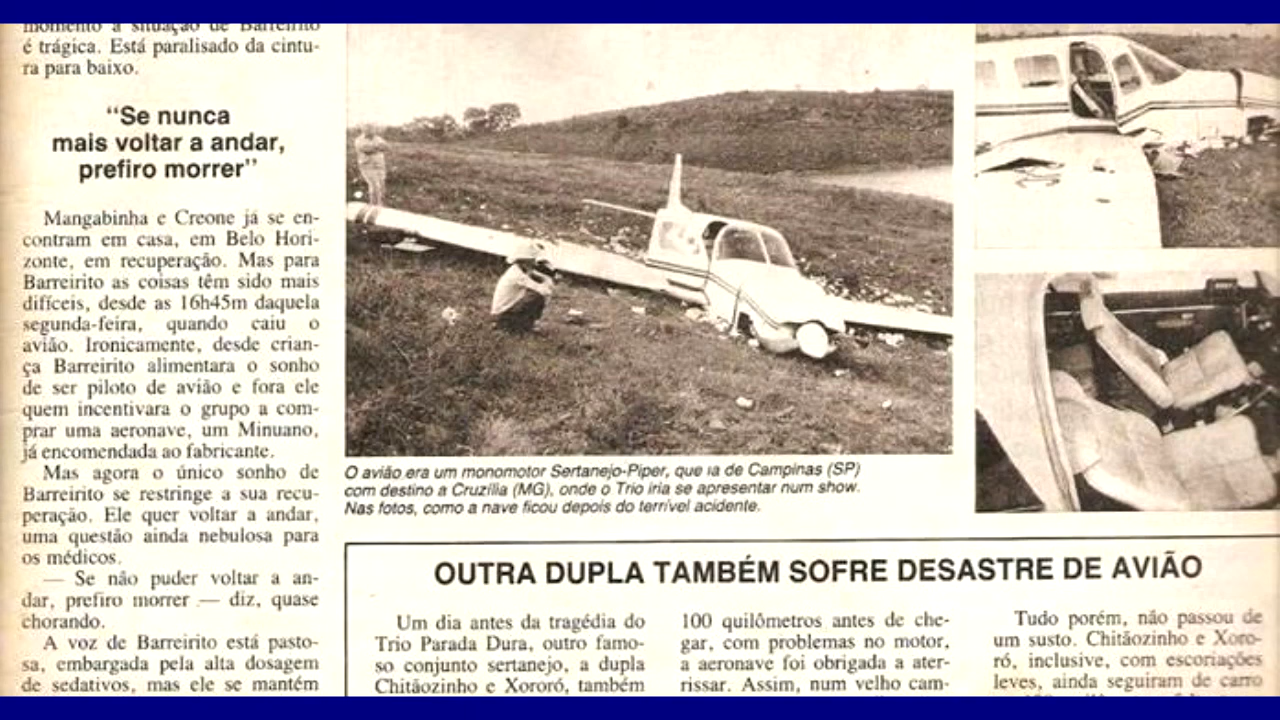 momento a situação de Barreirito
é trágica. Está paralisado da cintu-
ra para baixo.
“Se nunca
mais voltar a andar,
prefiro morrer”
Mangabinha e Creone já se en-
contram em casa, em Belo Hori-
zonte, em recuperação. Mas para
Barreirito as coisas têm sido mais
difíceis, desde as 16h45m daquela
segunda-feira, quando caiu o
avião. Ironicamente, desde crian-
ça Barreirito alimentara o sonho
de ser piloto de avião e fora ele
quem incentivara o grupo a com-
prar uma aeronave, um Minuano,
já encomendada ao fabricante.
Mas agora o único sonho de
Barreirito se restringe a sua recu-
peração. Ele quer voltar a andar,
uma questão ainda nebulosa para
os médicos.
— Se não puder voltar a an-
dar, prefiro morrer — diz, quase
chorando.
A voz de Barreirito está pasto-
sa, embargada pela alta dosagem
de sedativos, mas ele se mantém
O avião era um monomotor Sertanejo-Piper, que ia de Campinas (SP)
com destino a Cruzília (MG), onde o Trio iria se apresentar num show.
Nas fotos, como a nave ficou depois do terrível acidente.
OUTRA DUPLA TAMBÉM SOFRE DESASTRE DE AVIÃO
Um dia antes da tragédia do
Trio Parada Dura, outro famo-
so conjunto sertanejo, a dupla
Chitãozinho e Xororó, também
100 quilômetros antes de che-
gar, com problemas no motor,
a aeronave foi obrigada a ater-
rissar. Assim, num velho cam-
Tudo porém, não passou de
um susto. Chitãozinho e Xoro-
ró, inclusive, com escoriações
leves, ainda seguiram de carro